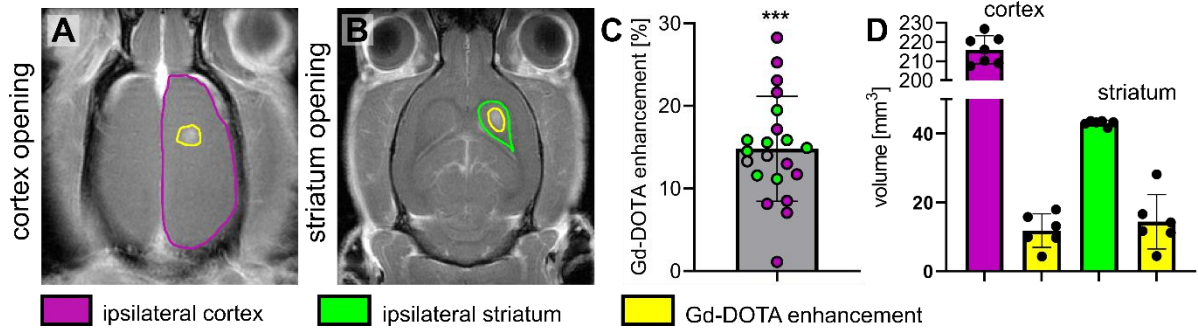 A
B
C
D
cortex opening
striatum opening
Gd-DOTA enhancement [%]
***
30
20
10
0
volume [mm³]
cortex
striatum
230
220
210
200
40
20
0
ipsilateral cortex
ipsilateral striatum
Gd-DOTA enhancement